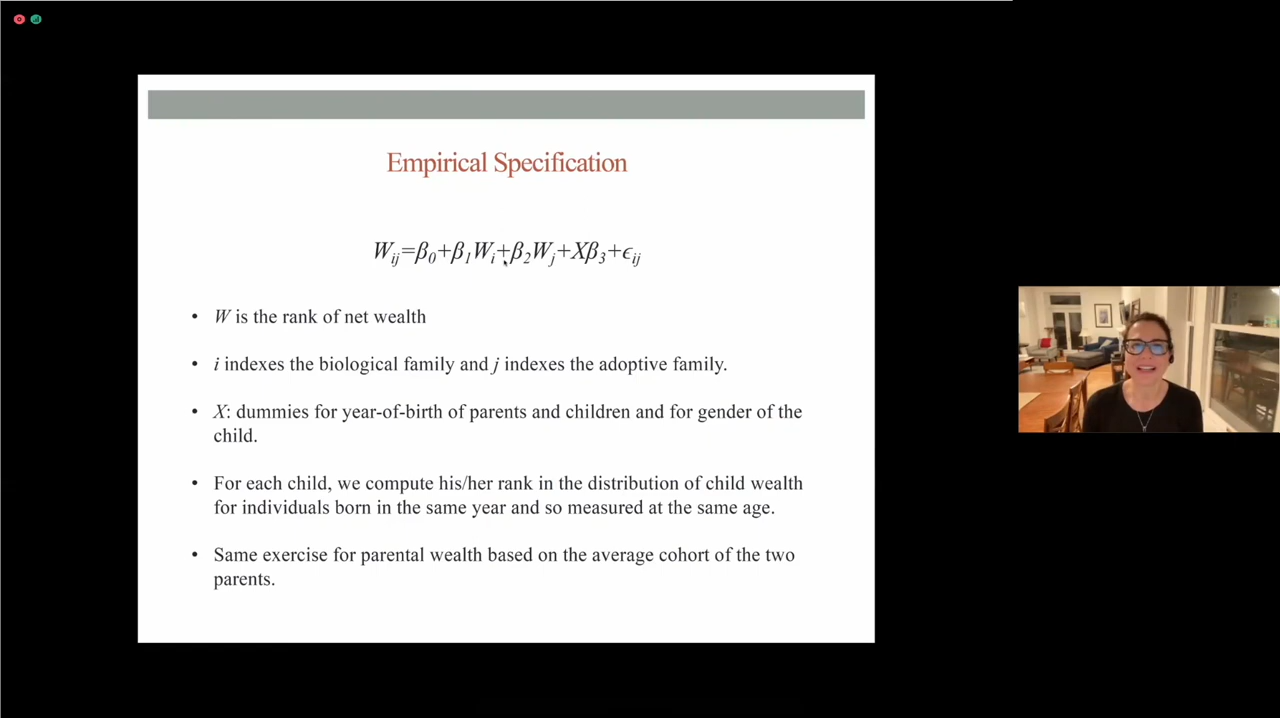 Empirical Specification
W_ij=β_0+β_1W_i+β_2W_j+Xβ_3+ϵ_ij
• W is the rank of net wealth
• i indexes the biological family and j indexes the adoptive family.
• X: dummies for year-of-birth of parents and children and for gender of the
child.
• For each child, we compute his/her rank in the distribution of child wealth
for individuals born in the same year and so measured at the same age.
• Same exercise for parental wealth based on the average cohort of the two
parents.